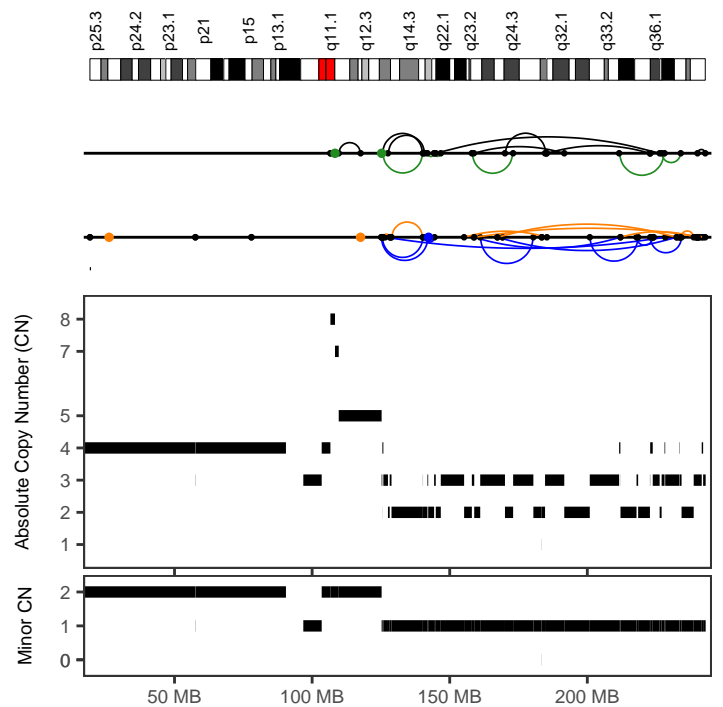 p25.3 p24.2 p23.1 p21 p15 p13.1 q11.1 q12.3 q14.3 q22.1 q23.2 q24.3 q32.1 q33.2 q36.1
Absolute Copy Number (CN)
8
7
5
4
3
2
1
Minor CN
2
1
0
50 MB 100 MB 150 MB 200 MB